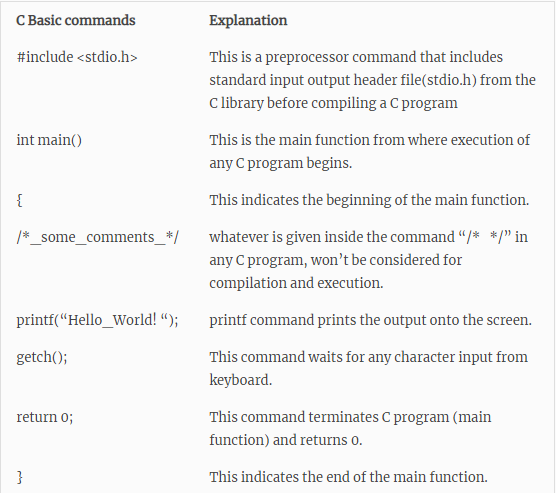 C Basic commands Explanation
#include <stdio.h> This is a preprocessor command that includes
standard input output header file(stdio.h) from the
C library before compiling a C program
int main() This is the main function from where execution of
any C program begins.
{ This indicates the beginning of the main function.
/*_some_comments_*/ whatever is given inside the command “/*   */” in
any C program, won’t be considered for
compilation and execution.
printf(“Hello_World! “); printf command prints the output onto the screen.
getch(); This command waits for any character input from
keyboard.
return 0; This command terminates C program (main
function) and returns 0.
} This indicates the end of the main function.